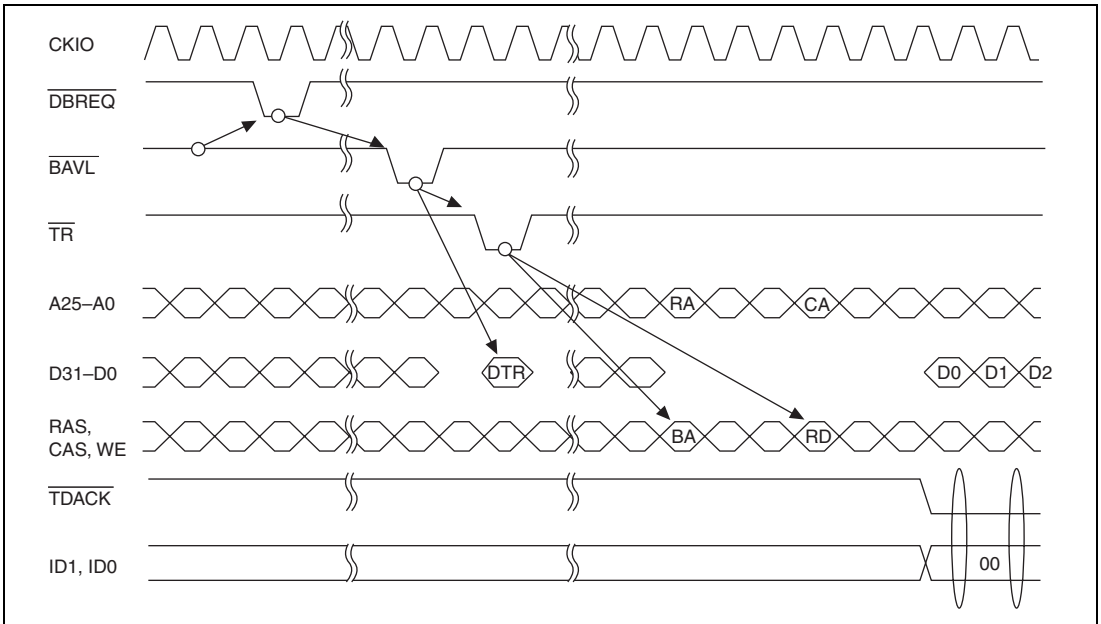 CKIO
DBREQ
BAVL
TR
A25–A0 RA CA
D31–D0 DTR D0 D1 D2
RAS,
CAS, WE BA RD
TDACK
ID1, ID0 00